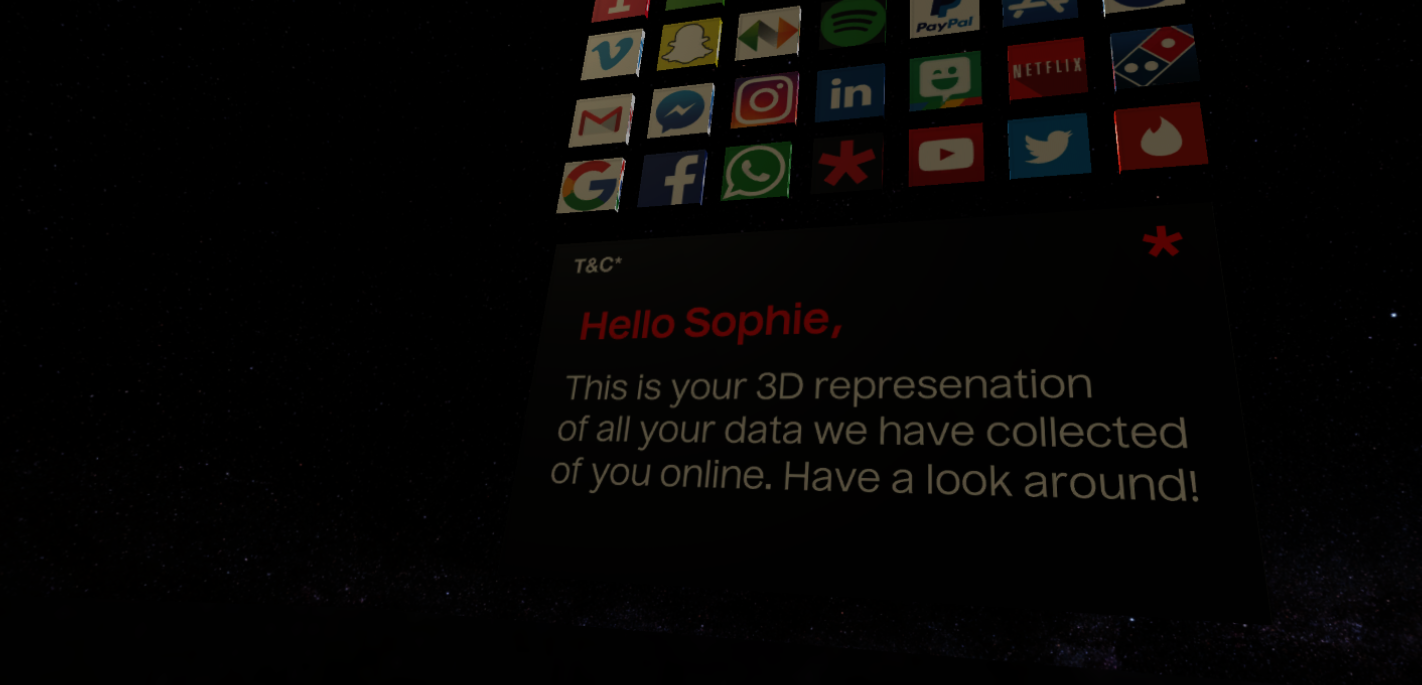 PayPal
NETFLIX
in
T&C*
Hello Sophie,
This is your 3D represenation
of all your data we have collected
of you online. Have a look around!